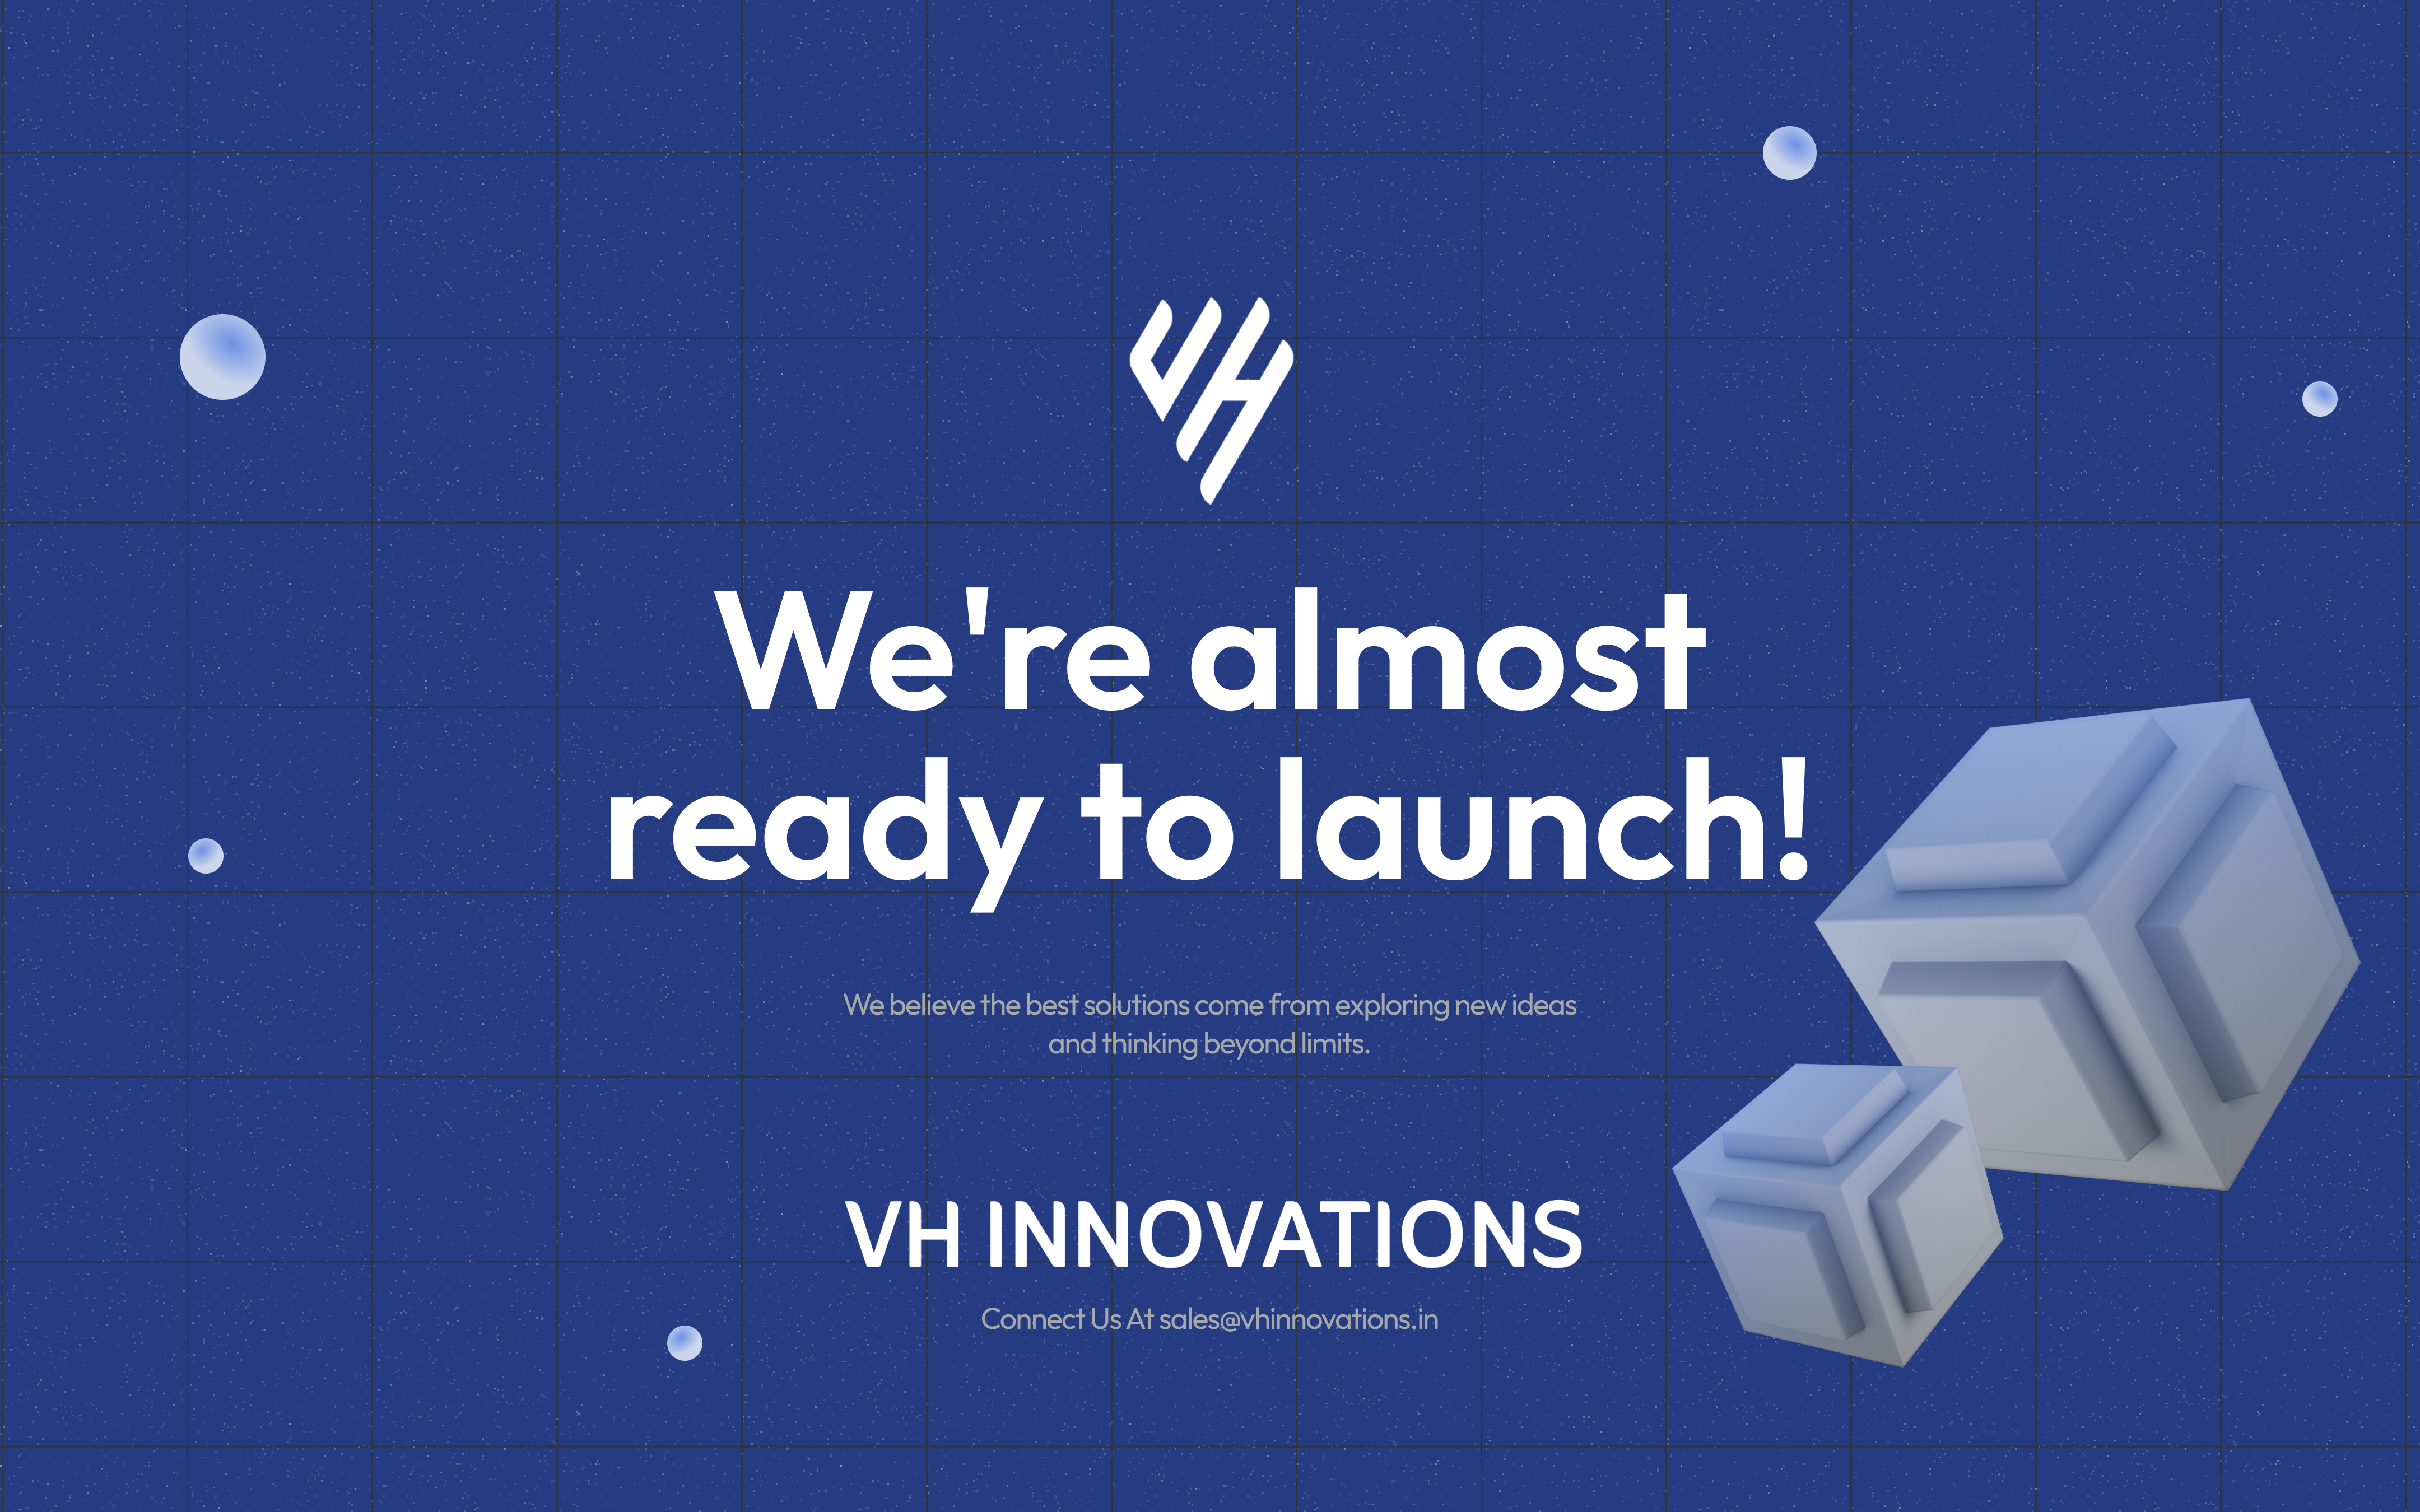 VH
We're almost
ready to launch!
We believe the best solutions come from exploring new ideas
and thinking beyond limits.
VH INNOVATIONS
Connect Us At sales@vhinnovations.in